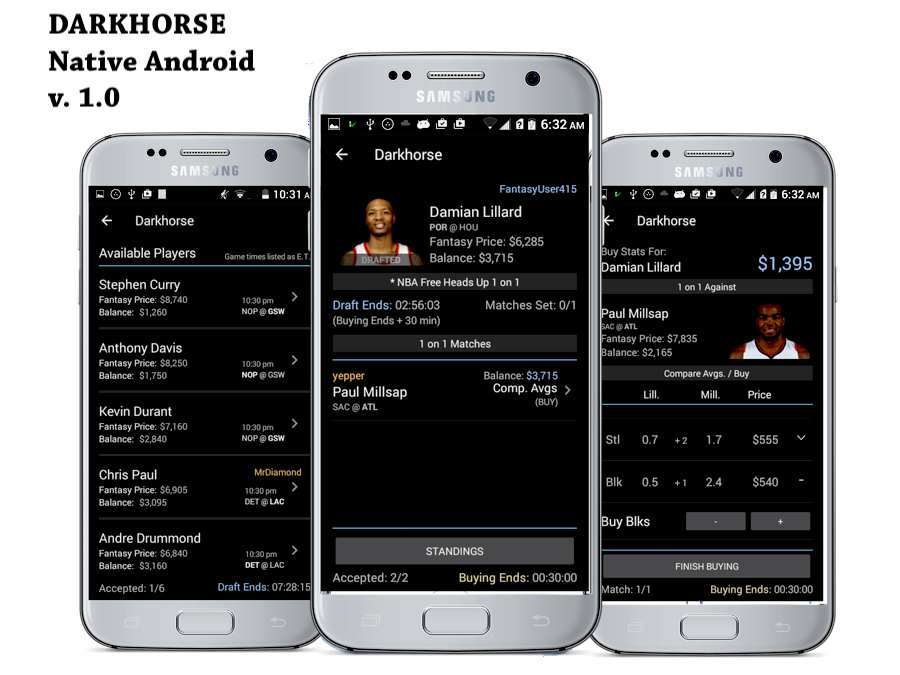 DARKHORSE
Native Android
v. 1.0
SAMSUNG
10:31 A
Darkhorse
Available Players
Game times listed as E.T.
Stephen Curry
Fantasy Price: $8,740
10:30 pm
Balance: $1,260
NOP @ GSW
Anthony Davis
Fantasy Price: $8,250
10:30 pm
Balance: $1,750
NOP @ GSW
Kevin Durant
Fantasy Price: $7,160
10:30 pm
Balance: $2,840
NOP @ GSW
Chris Paul
MrDiamond
Fantasy Price: $6,905
10:30 pm
Balance: $3,095
DET @ LAC
Andre Drummond
Fantasy Price: $6,840
10:30 pm
Balance: $3,160
DET @ LAC
Accepted: 1/6
Draft Ends: 07:28:15
SAMSUNG
6:32 AM
Darkhorse
FantasyUser415
Damian Lillard
POR @ HOU
Fantasy Price: $6,285
Balance: $3,715
DRAFTED
* NBA Free Heads Up 1 on 1
Draft Ends: 02:56:03
Matches Set: 0/1
(Buying Ends + 30 min)
1 on 1 Matches
yepper
Balance: $3,715
Paul Millsap
Comp. Avgs
SAC @ ATL
(BUY)
STANDINGS
Accepted: 2/2
Buying Ends: 00:30:00
SAMSUNG
6:32 AM
Darkhorse
Buy Stats For:
Damian Lillard
$1,395
1 on 1 Against
Paul Millsap
SAC @ ATL
Fantasy Price: $7,835
Balance: $2,165
Compare Avgs. / Buy
Lill. Mill. Price
Stl 0.7 +2 1.7 $555
Blk 0.5 +1 2.4 $540 -
Buy Blks - +
FINISH BUYING
Match: 1/1
Buying Ends: 00:30:00